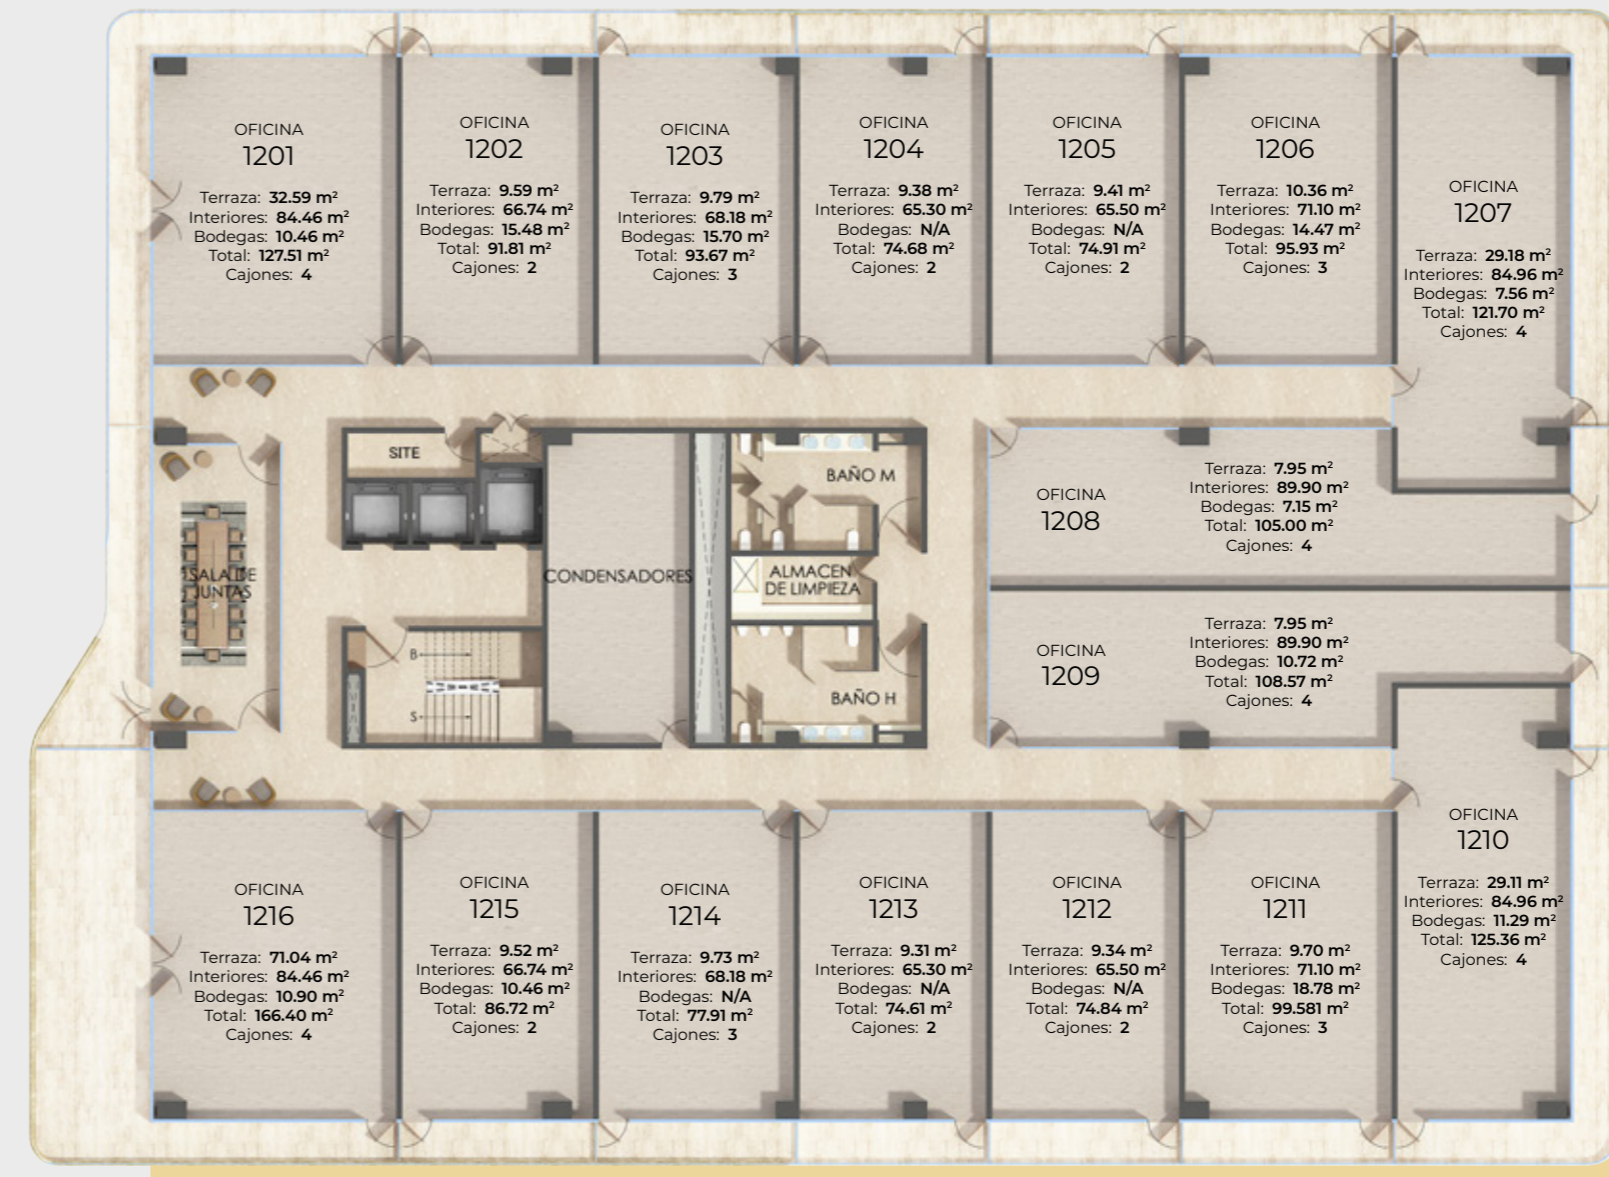 OFICINA
1201
Terraza: 32.59 m²
Interiores: 84.46 m²
Bodegas: 10.46 m²
Total: 127.51 m²
Cajones: 4
OFICINA
1202
Terraza: 9.59 m²
Interiores: 66.74 m²
Bodegas: 15.48 m²
Total: 91.81 m²
Cajones: 2
OFICINA
1203
Terraza: 9.79 m²
Interiores: 68.18 m²
Bodegas: 15.70 m²
Total: 93.67 m²
Cajones: 3
OFICINA
1204
Terraza: 9.38 m²
Interiores: 65.30 m²
Bodegas: N/A
Total: 74.68 m²
Cajones: 2
OFICINA
1205
Terraza: 9.41 m²
Interiores: 65.50 m²
Bodegas: N/A
Total: 74.91 m²
Cajones: 2
OFICINA
1206
Terraza: 10.36 m²
Interiores: 71.10 m²
Bodegas: 14.47 m²
Total: 95.93 m²
Cajones: 3
OFICINA
1207
Terraza: 29.18 m²
Interiores: 84.96 m²
Bodegas: 7.56 m²
Total: 121.70 m²
Cajones: 4
SITE
BAÑO M
SALA DE
JUNTAS
CONDENSADORES
ALMACEN
DE LIMPIEZA
B
S
BAÑO H
OFICINA
1208
Terraza: 7.95 m²
Interiores: 89.90 m²
Bodegas: 7.15 m²
Total: 105.00 m²
Cajones: 4
OFICINA
1209
Terraza: 7.95 m²
Interiores: 89.90 m²
Bodegas: 10.72 m²
Total: 108.57 m²
Cajones: 4
OFICINA
1216
Terraza: 71.04 m²
Interiores: 84.46 m²
Bodegas: 10.90 m²
Total: 166.40 m²
Cajones: 4
OFICINA
1215
Terraza: 9.52 m²
Interiores: 66.74 m²
Bodegas: 10.46 m²
Total: 86.72 m²
Cajones: 2
OFICINA
1214
Terraza: 9.73 m²
Interiores: 68.18 m²
Bodegas: N/A
Total: 77.91 m²
Cajones: 3
OFICINA
1213
Terraza: 9.31 m²
Interiores: 65.30 m²
Bodegas: N/A
Total: 74.61 m²
Cajones: 2
OFICINA
1212
Terraza: 9.34 m²
Interiores: 65.50 m²
Bodegas: N/A
Total: 74.84 m²
Cajones: 2
OFICINA
1211
Terraza: 9.70 m²
Interiores: 71.10 m²
Bodegas: 18.78 m²
Total: 99.581 m²
Cajones: 3
OFICINA
1210
Terraza: 29.11 m²
Interiores: 84.96 m²
Bodegas: 11.29 m²
Total: 125.36 m²
Cajones: 4